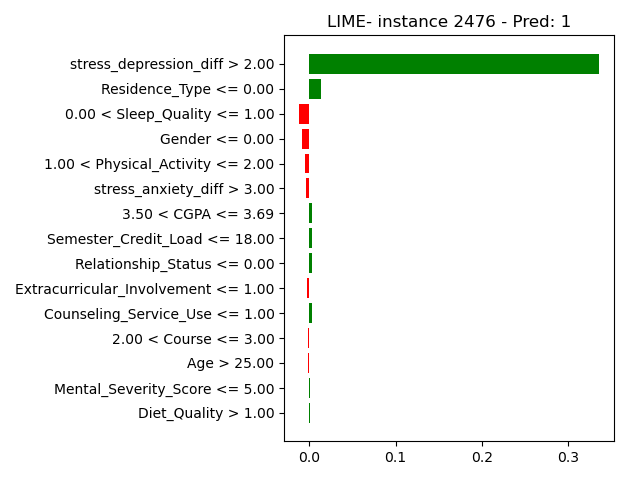 LIME- instance 2476 - Pred: 1
stress_depression_diff > 2.00
Residence_Type <= 0.00
0.00 < Sleep_Quality <= 1.00
Gender <= 0.00
1.00 < Physical_Activity <= 2.00
stress_anxiety_diff > 3.00
3.50 < CGPA <= 3.69
Semester_Credit_Load <= 18.00
Relationship_Status <= 0.00
Extracurricular_Involvement <= 1.00
Counseling_Service_Use <= 1.00
2.00 < Course <= 3.00
Age > 25.00
Mental_Severity_Score <= 5.00
Diet_Quality > 1.00
0.0 0.1 0.2 0.3